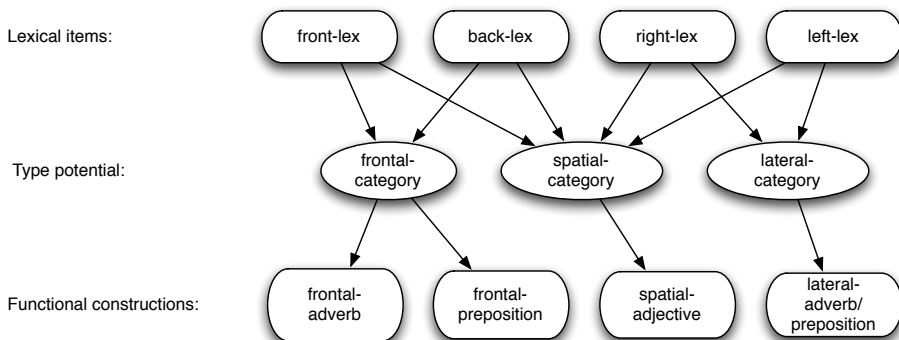 Lexical items:
front-lex
back-lex
right-lex
left-lex
Type potential:
frontal-
category
spatial-
category
lateral-
category
Functional constructions:
frontal-
adverb
frontal-
preposition
spatial-
adjective
lateral-
adverb/
preposition